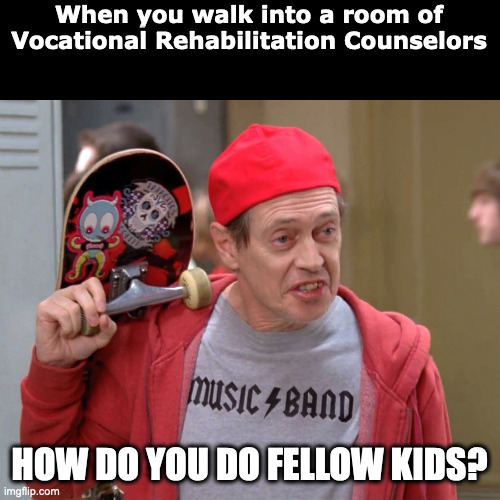 When you walk into a room of
Vocational Rehabilitation Counselors
MUSIC⚡BAND
HOW DO YOU DO FELLOW KIDS?
imgflip.com